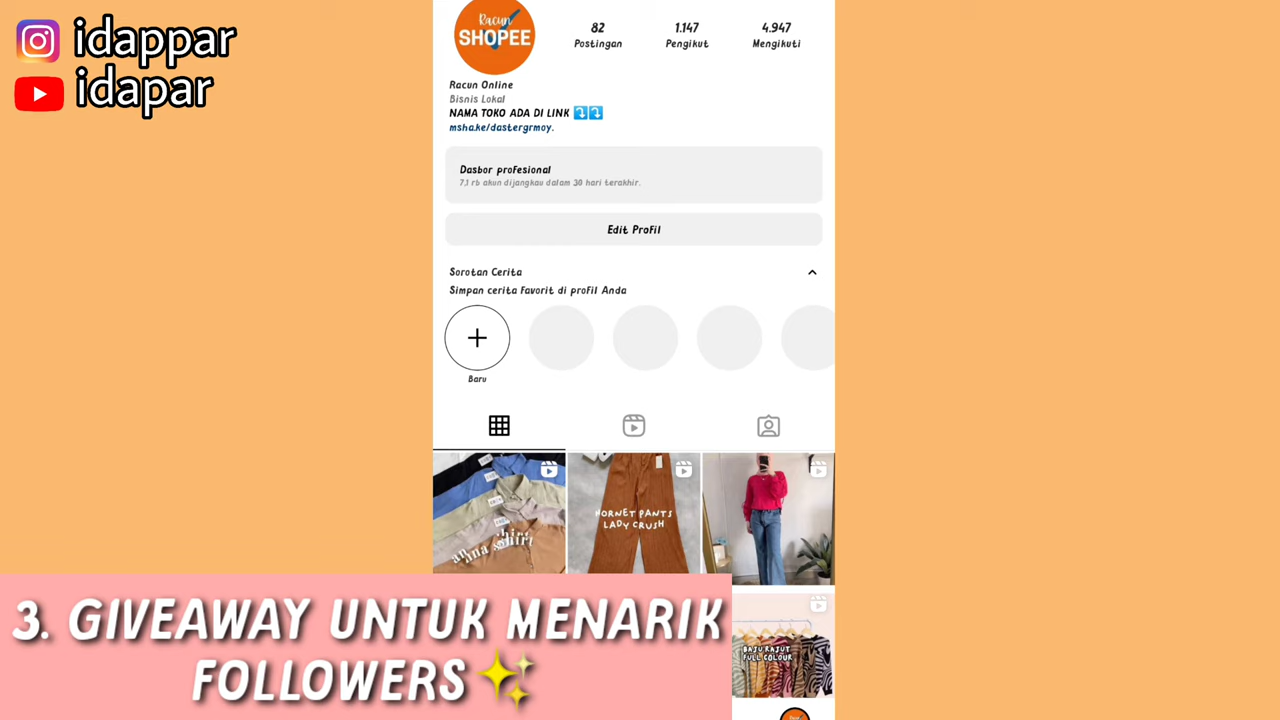 idappar
idapar
Racun
SHOPEE
82
Postingan
1.147
Pengikut
4.947
Mengikuti
Racun Online
Bisnis Lokal
NAMA TOKO ADA DI LINK
msha.ke/dastergrmoy.
Dasbor profesional
7,1 rb akun dijangkau dalam 30 hari terakhir.
Edit Profil
Sorotan Cerita
Simpan cerita favorit di profil Anda
Baru
HORNET PANTS
LADY CRUSH
shirt
BAJU RAJUT
FULL COLOUR
3. GIVEAWAY UNTUK MENARIK
FOLLOWERS✨